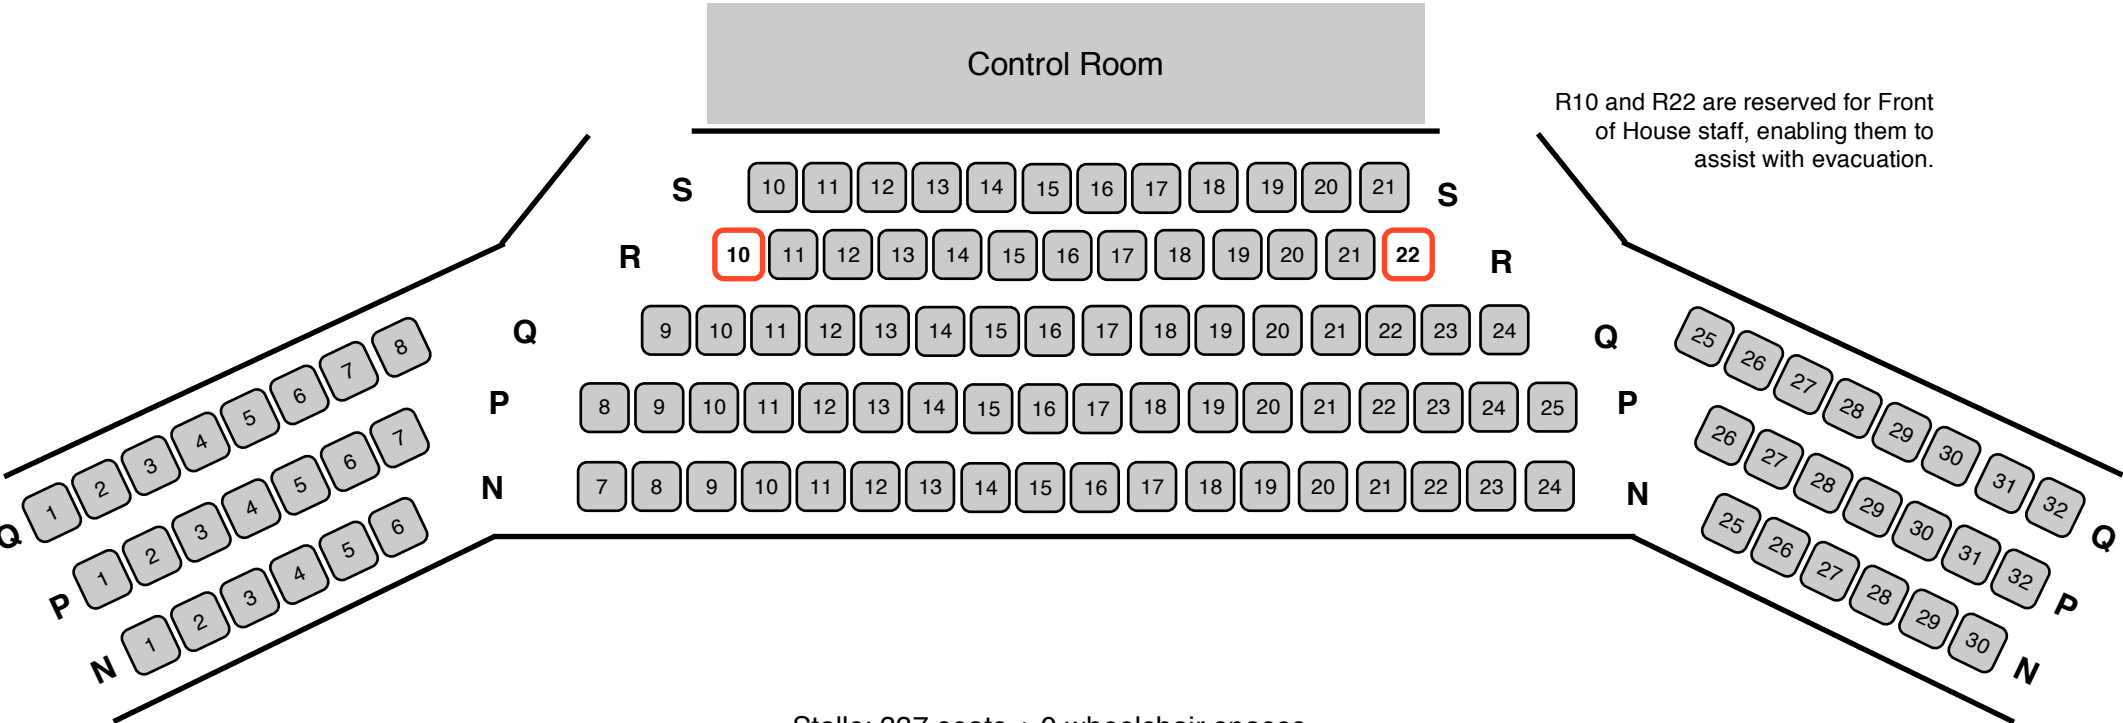 Control Room
R10 and R22 are reserved for Front
of House staff, enabling them to
assist with evacuation.
S 10 11 12 13 14 15 16 17 18 19 20 21 S
R 10 11 12 13 14 15 16 17 18 19 20 21 22 R
Q 1 2 3 4 5 6 7 8 Q 9 10 11 12 13 14 15 16 17 18 19 20 21 22 23 24 Q 25 26 27 28 29 30 31 32 Q
P 1 2 3 4 5 6 7 P 8 9 10 11 12 13 14 15 16 17 18 19 20 21 22 23 24 25 P 26 27 28 29 30 31 32 P
N 1 2 3 4 5 6 N 7 8 9 10 11 12 13 14 15 16 17 18 19 20 21 22 23 24 N 25 26 27 28 29 30 N
wheelchair spaces